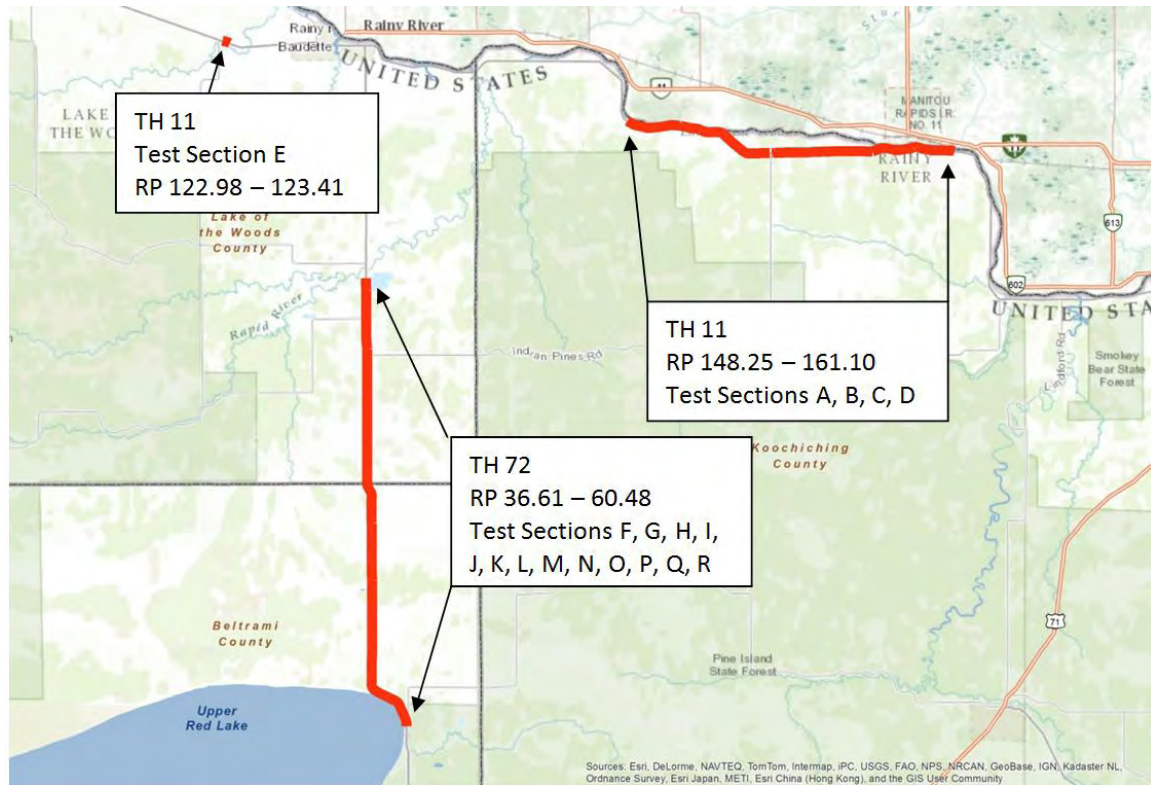 Rainy River
Baudette
Rainy River
UNITED STATES
MANITOU
RAPIDS I.R.
NO. 11
11
TH 11
Test Section E
RP 122.98 – 123.41
LAKE
THE WO
RAINY
RIVER
613
Lake of
the Woods
County
602
UNITED STA
Rapid River
Indian Pines Rd
TH 11
RP 148.25 – 161.10
Test Sections A, B, C, D
Smokey
Bear State
Forest
Koochiching
County
TH 72
RP 36.61 – 60.48
Test Sections F, G, H, I,
J, K, L, M, N, O, P, Q, R
Beltrami
County
71
Pine Island
State Forest
Upper
Red Lake
Sources: Esri, DeLorme, NAVTEQ, TomTom, Intermap, iPC, USGS, FAO, NPS, NRCAN, GeoBase, IGN, Kadaster NL,
Ordnance Survey, Esri Japan, METI, Esri China (Hong Kong), and the GIS User Community